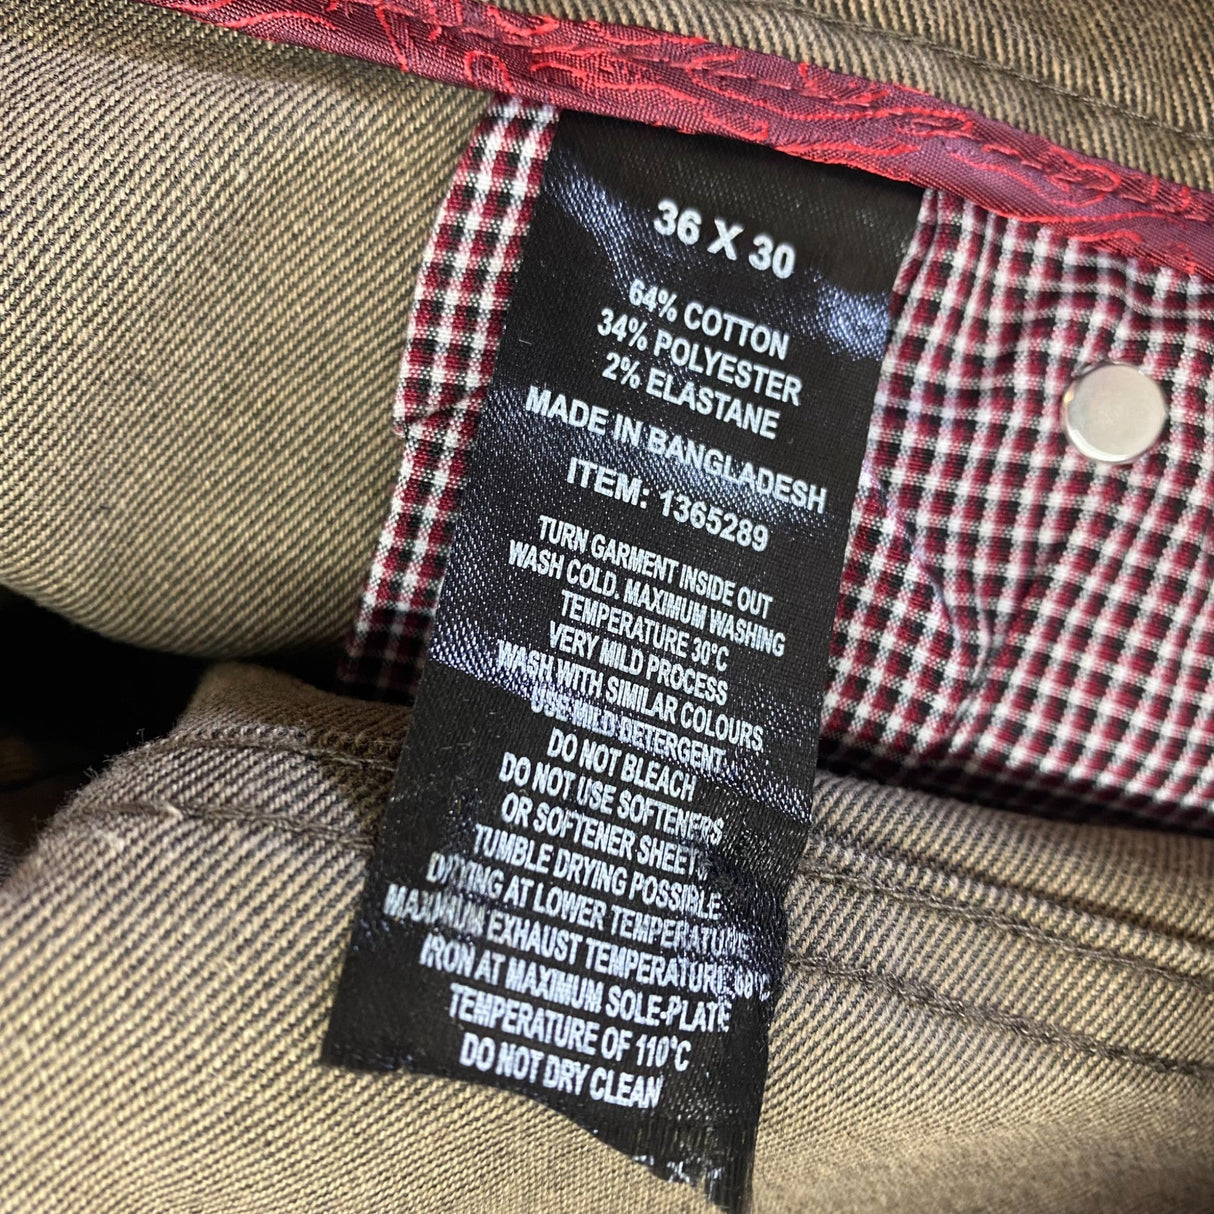 36 X 30
64% COTTON
34% POLYESTER
2% ELASTANE
MADE IN BANGLADESH
ITEM: 1365289
TURN GARMENT INSIDE OUT
WASH COLD. MAXIMUM WASHING
TEMPERATURE 30°C
VERY MILD PROCESS
WASH WITH SIMILAR COLOURS
USE MILD DETERGENT
DO NOT BLEACH
DO NOT USE SOFTENERS
OR SOFTENER SHEETS
TUMBLE DRYING POSSIBLE
DRYING AT LOWER TEMPERATURE
MAXIMUM EXHAUST TEMPERATURE 60°C
IRON AT MAXIMUM SOLE-PLATE
TEMPERATURE OF 110°C
DO NOT DRY CLEAN